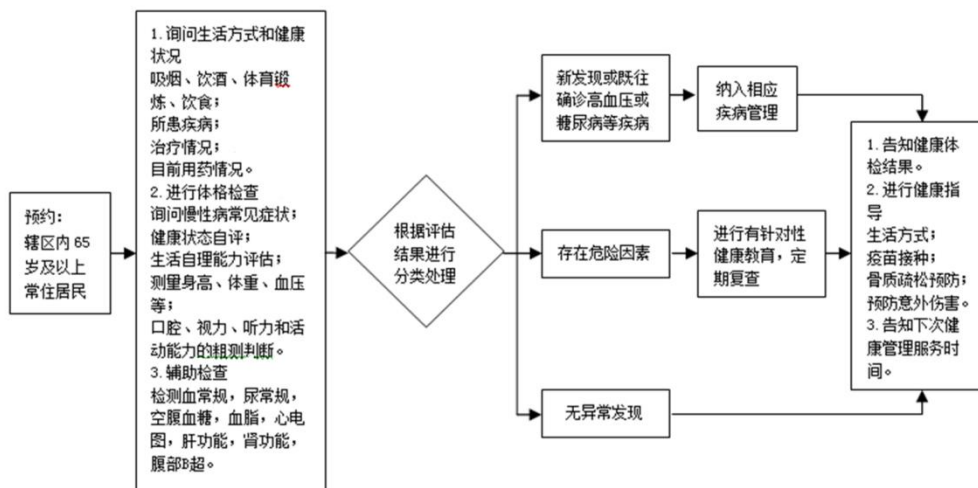 预约：
辖区内 65
岁及以上
常住居民
1.询问生活方式和健康
状况
吸烟、饮酒、体育锻
炼、饮食；
所患疾病；
治疗情况；
目前用药情况。
2.进行体格检查
询问慢性病常见症状；
健康状态自评；
生活自理能力评估；
测量身高、体重、血压
等；
口腔、视力、听力和活
动能力的粗测判断。
3.辅助检查
检测血常规，尿常规，
空腹血糖，血脂，心电
图，肝功能，肾功能，
腹部B超。
根据评估
结果进行
分类处理
新发现或既往
确诊高血压或
糖尿病等疾病
纳入相应
疾病管理
存在危险因素
进行有针对性
健康教育，定
期复查
无异常发现
1.告知健康体
检结果。
2.进行健康指
导
生活方式；
疫苗接种；
骨质疏松预防；
预防意外伤害。
3.告知下次健
康管理服务时
间。